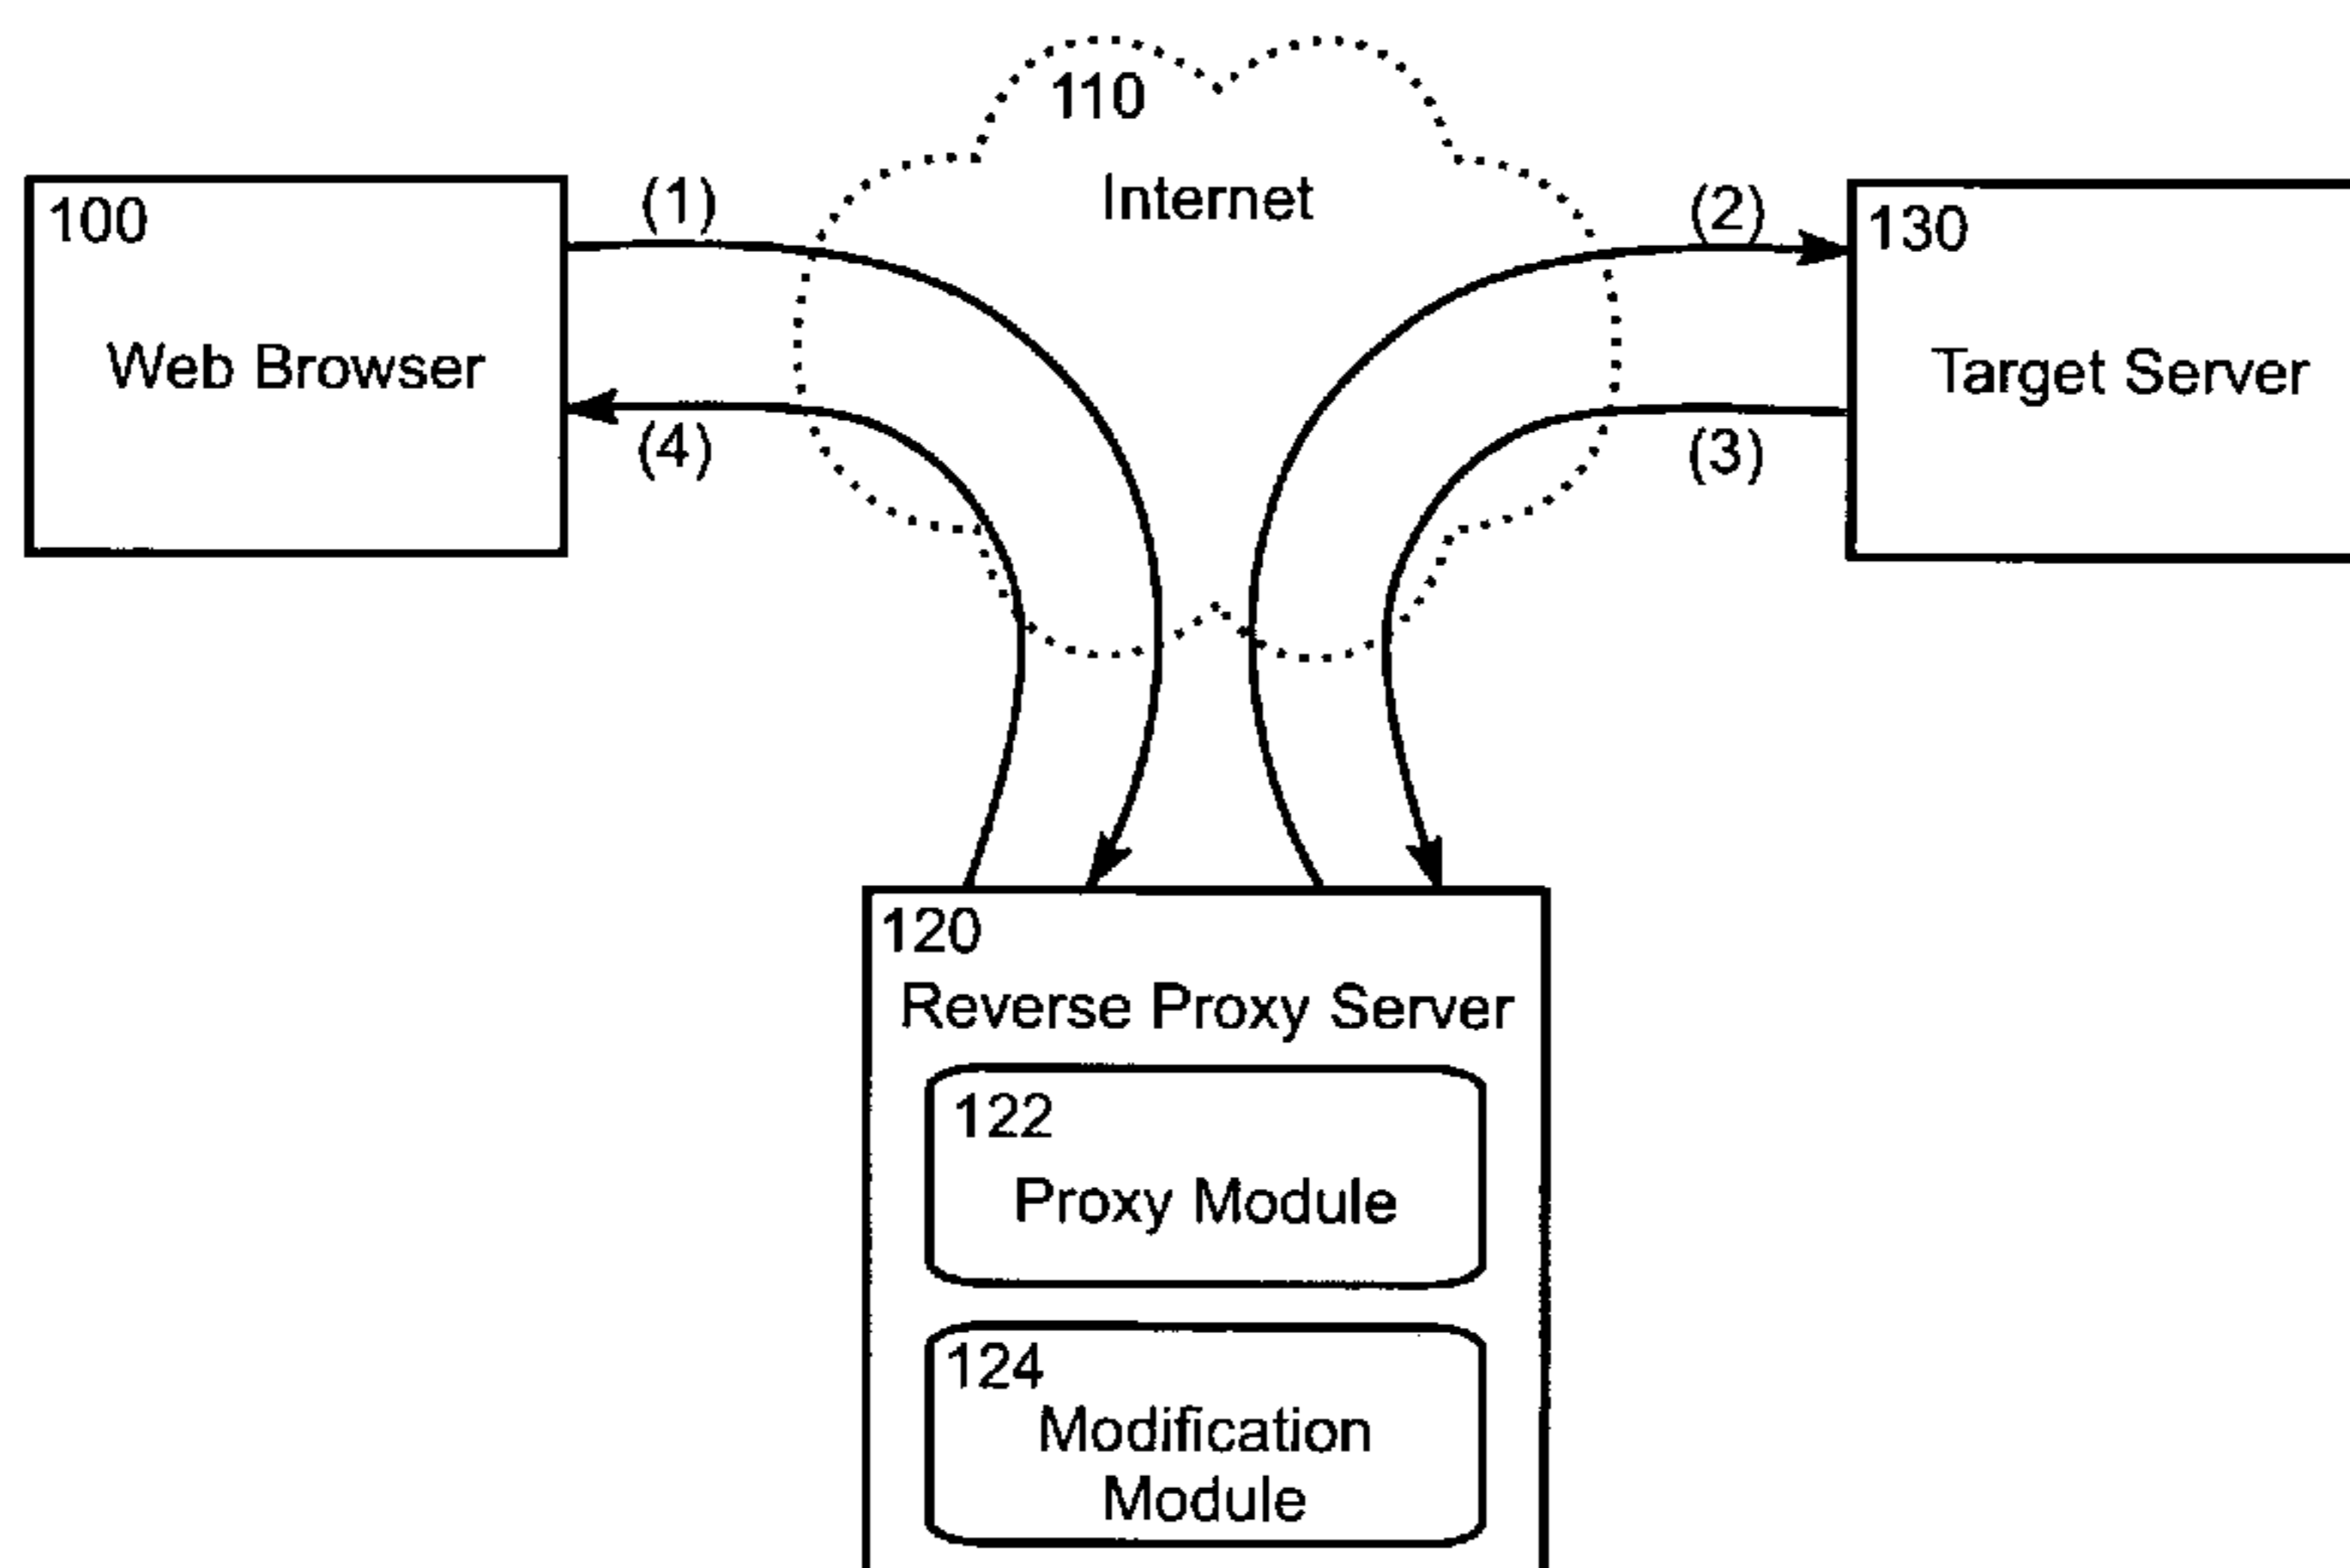 110
Internet
100
(1)
(2)
130
Web Browser
Target Server
(4)
(3)
120
Reverse Proxy Server
122
Proxy Module
124
Modification
Module